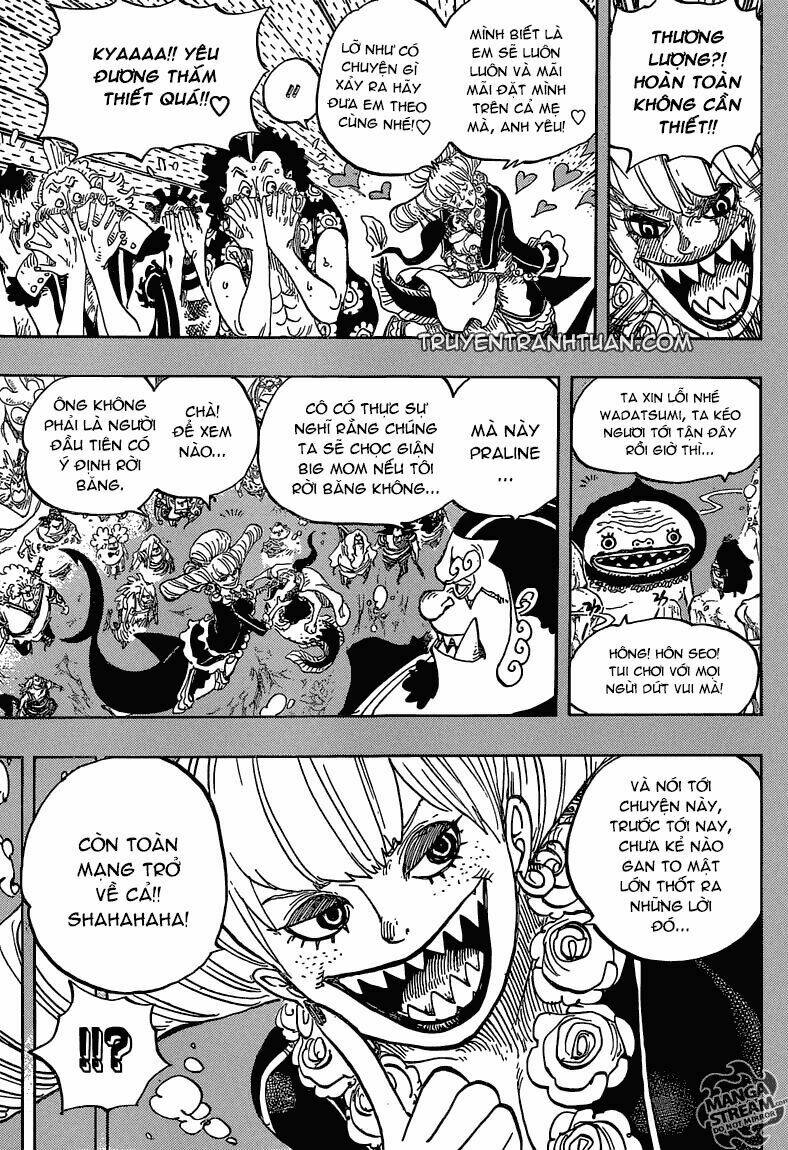 THƯƠNG
LƯỢNG?!
HOÀN TOÀN
KHÔNG CẦN
THIẾT!!
MÌNH BIẾT LÀ
EM SẼ LUÔN
LUÔN VÀ MÃI
MÃI ĐẶT MÌNH
TRÊN CẢ MẸ
MÀ, ANH YÊU! ♡
LỠ NHƯ CÓ
CHUYỆN GÌ
XẢY RA HÃY
ĐƯA EM THEO
CÙNG NHÉ!♡
!!
KYAAAA!! YÊU
ĐƯƠNG THẮM
THIẾT QUÁ!!♡
TRUYENTRANHTUAN.COM
TA XIN LỖI NHÉ
WADATSUMI, TA KÉO
NGƯƠI TỚI TẬN ĐÂY
RỒI GIỜ THÌ...
HÔNG! HÔN SEO!
TUI CHƠI VỚI MỌI
NGỪI DỨT VUI MÀ!
MÀ NÀY
PRALINE
...
CÔ CÓ THỰC SỰ
NGHĨ RẰNG CHÚNG
TA SẼ CHỌC GIẬN
BIG MOM NẾU TÔI
RỜI BĂNG KHÔNG...
CHÀ!
ĐỂ XEM
NÀO...
ÔNG KHÔNG
PHẢI LÀ NGƯỜI
ĐẦU TIÊN CÓ
Ý ĐỊNH RỜI
BĂNG.
VÀ NÓI TỚI
CHUYỆN NÀY,
TRƯỚC TỚI NAY,
CHƯA KẺ NÀO
GAN TO MẬT
LỚN THỐT RA
NHỮNG LỜI
ĐÓ...
CÒN TOÀN
MẠNG TRỞ
VỀ CẢ!!
SHAHAHAHA!
!!?
MANGA
STREAM.COM
DO NOT MIRROR